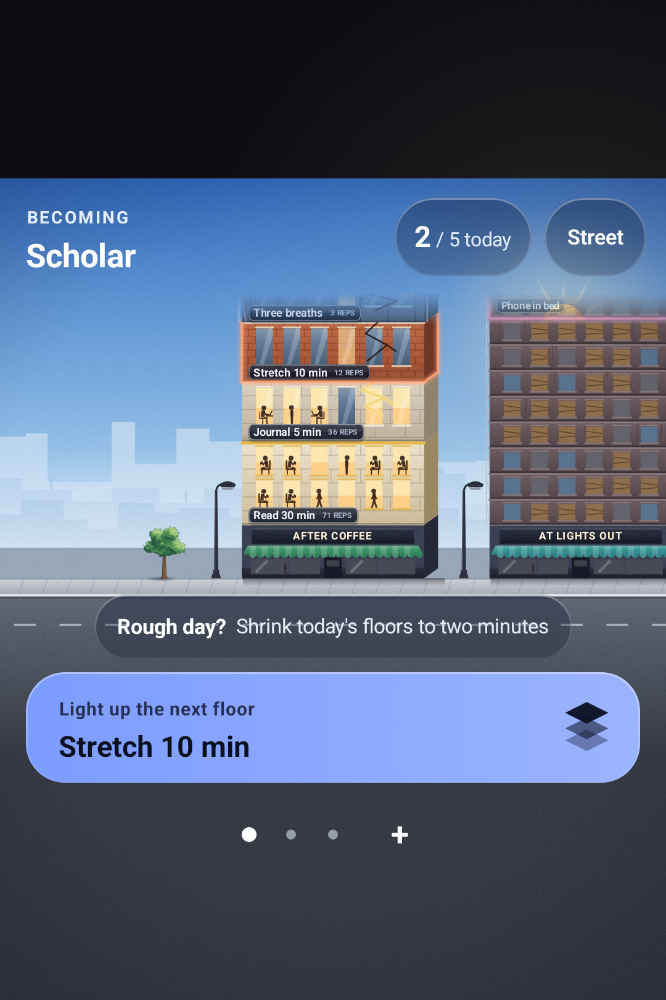 BECOMING
Scholar
2 / 5 today
Street
Three breaths 3 REPS
Phone in bed
Stretch 10 min 12 REPS
Journal 5 min 36 REPS
Read 30 min 71 REPS
AFTER COFFEE
AT LIGHTS OUT
Rough day? Shrink today's floors to two minutes
Light up the next floor
Stretch 10 min
+